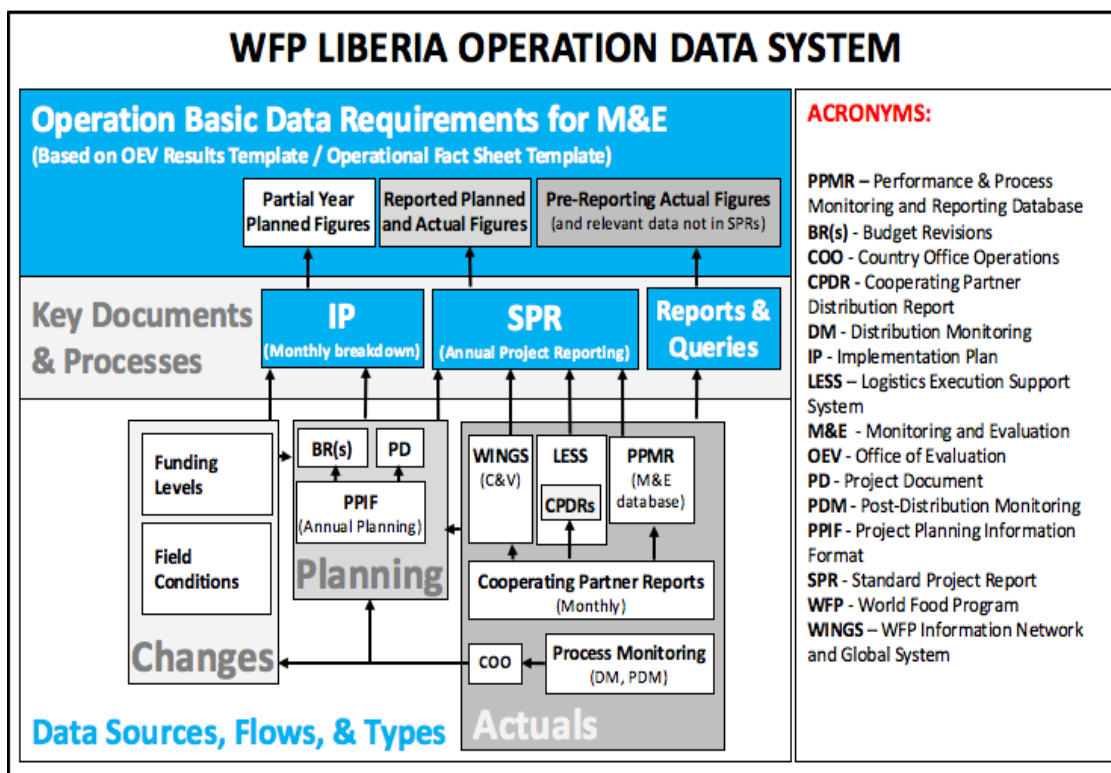 WFP LIBERIA OPERATION DATA SYSTEM
Operation Basic Data Requirements for M&E
(Based on OEV Results Template / Operational Fact Sheet Template)
Partial Year
Planned Figures
Reported Planned
and Actual Figures
Pre-Reporting Actual Figures
(and relevant data not in SPRs)
Key Documents
& Processes
IP
(Monthly breakdown)
SPR
(Annual Project Reporting)
Reports &
Queries
Funding
Levels
Field
Conditions
Changes
BR(s)
PD
PPIF
(Annual Planning)
Planning
WINGS
(C&V)
LESS
CPDRs
PPMR
(M&E
database)
Cooperating Partner Reports
(Monthly)
COO
Process Monitoring
(DM, PDM)
Actuals
Data Sources, Flows, & Types
ACRONYMS:
PPMR – Performance & Process
Monitoring and Reporting Database
BR(s) - Budget Revisions
COO - Country Office Operations
CPDR - Cooperating Partner
Distribution Report
DM - Distribution Monitoring
IP - Implementation Plan
LESS – Logistics Execution Support
System
M&E - Monitoring and Evaluation
OEV - Office of Evaluation
PD - Project Document
PDM - Post-Distribution Monitoring
PPIF - Project Planning Information
Format
SPR - Standard Project Report
WFP - World Food Program
WINGS – WFP Information Network
and Global System